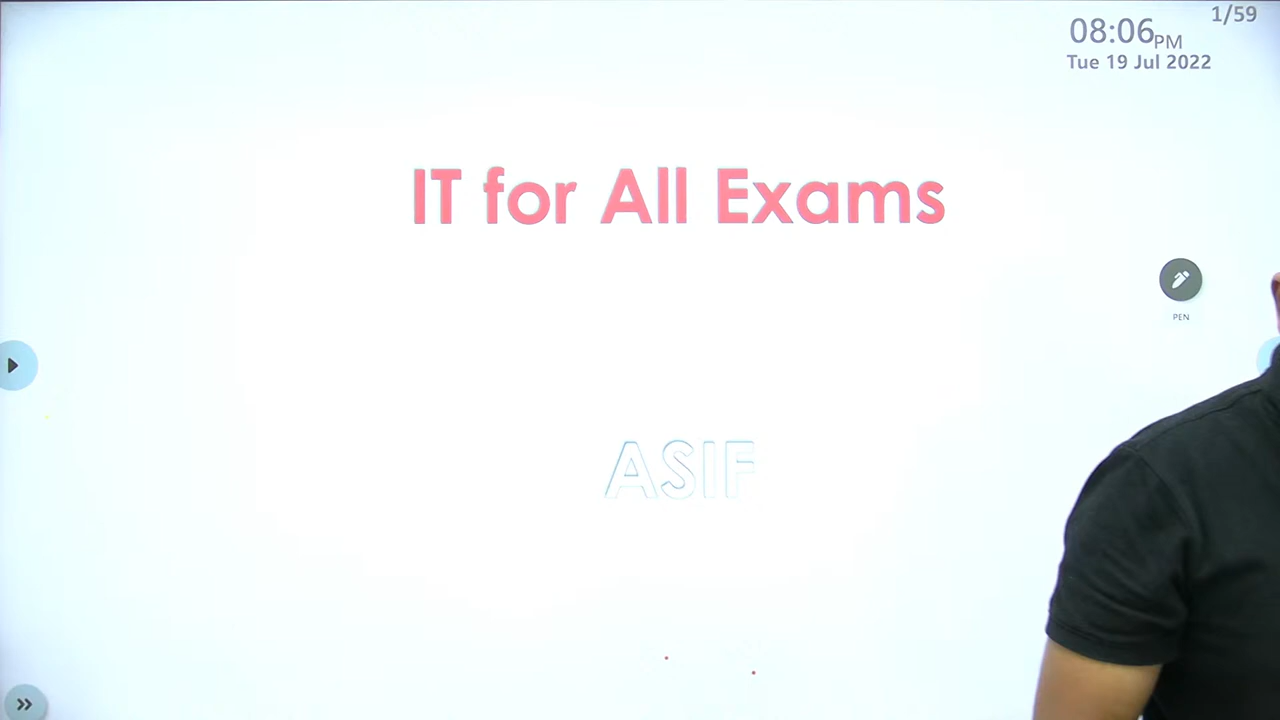 1/59
08:06PM
Tue 19 Jul 2022
IT for All Exams
PEN
ASIF